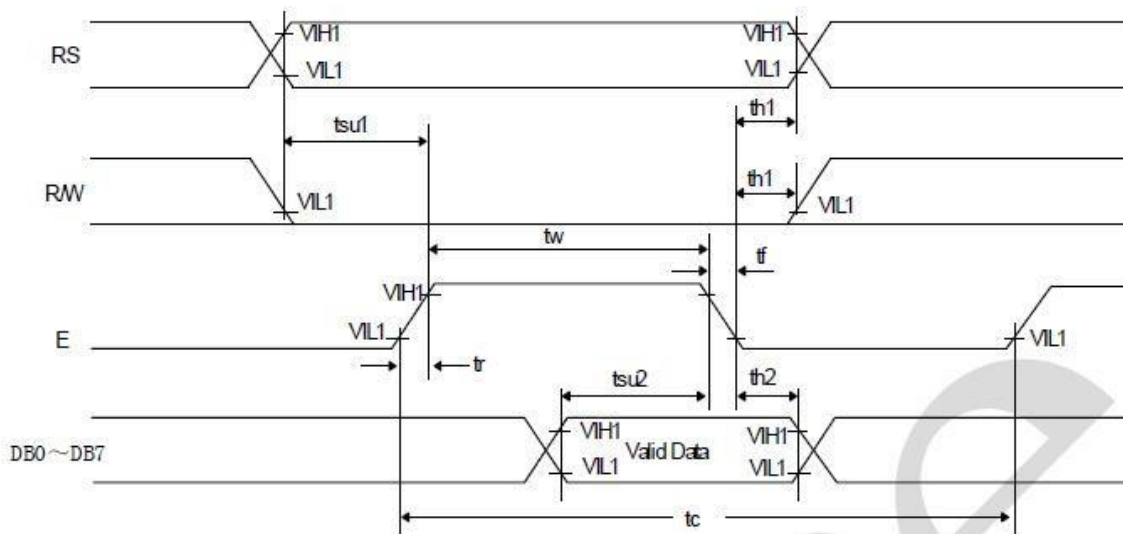 RS
VIH1
VIH1
VIL1
VIL1
th1
tsu1
R/W
th1
VIL1
VIL1
tw
tf
VIH1
E
VIL1
VIL1
tr
tsu2
th2
DB0～DB7
VIH1
Valid Data
VIH1
VIL1
VIL1
tc